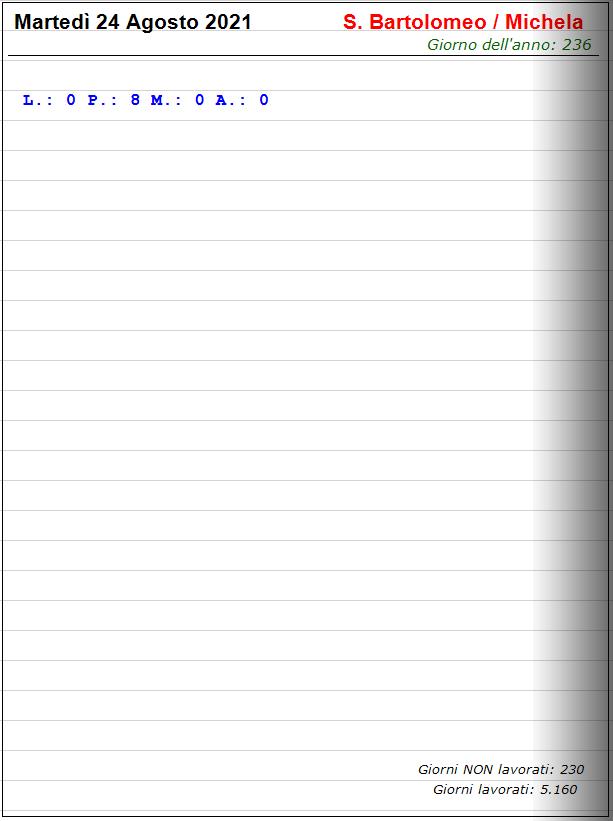 Martedì 24 Agosto 2021 S. Bartolomeo / Michela
Giorno dell'anno: 236
L.: 0 P.: 8 M.: 0 A.: 0
Giorni NON lavorati: 230
Giorni lavorati: 5.160